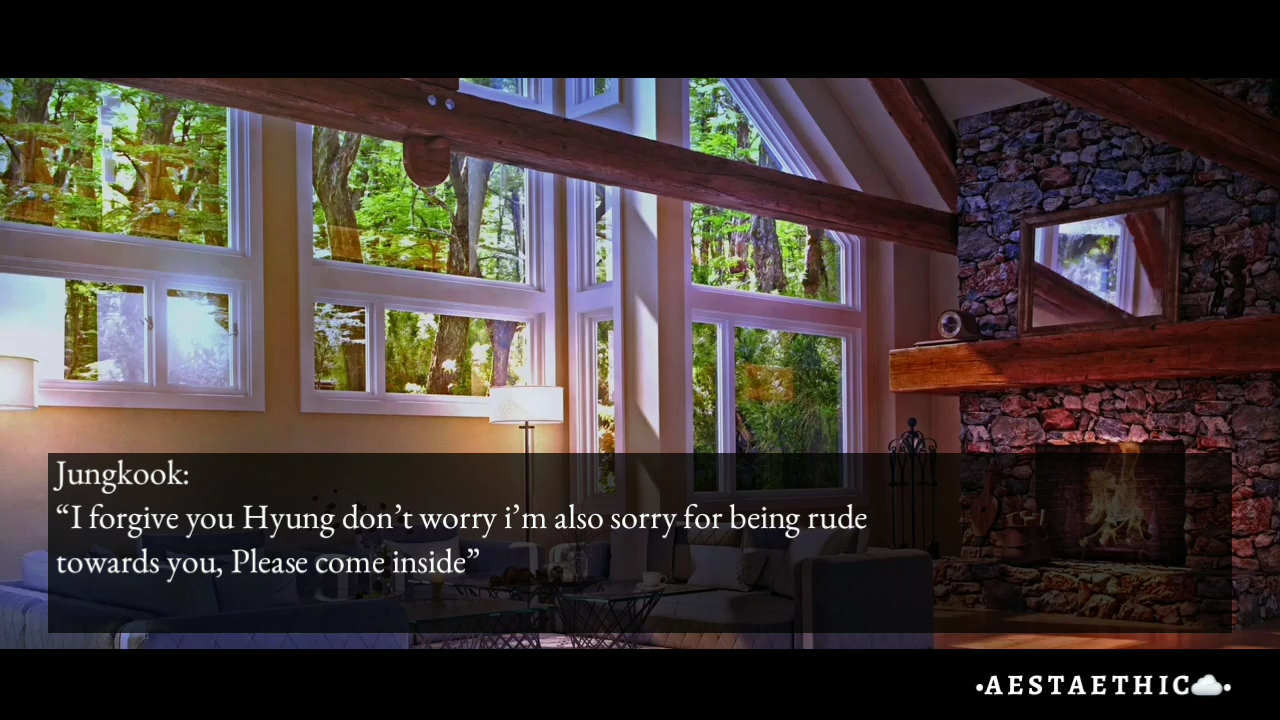 Jungkook:
“I forgive you Hyung don’t worry i’m also sorry for being rude
towards you, Please come inside”
•AESTAETHIC☁️•